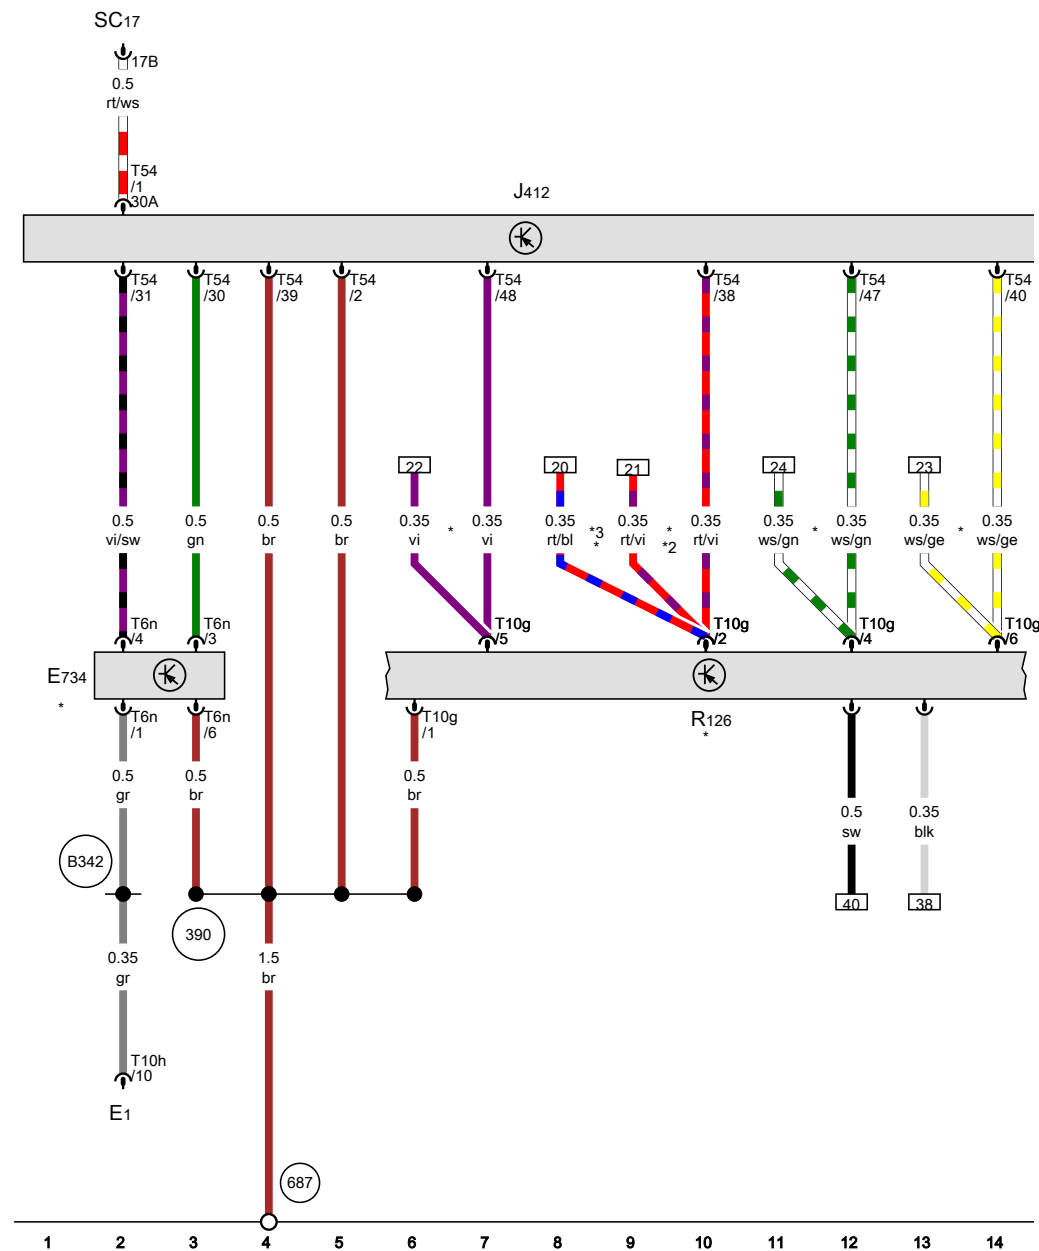 SC17
17B
0.5
rt/ws
T54
/1
30A
J412
T54 T54 T54 T54 T54 T54 T54 T54
/31 /30 /39 /2 /48 /38 /47 /40
22 20 21 24 23
0.5 0.5 0.5 0.5 0.35 * 0.35 0.35 *3 0.35 * 0.35 0.35 * 0.35 0.35 * 0.35
vi/sw gn br br vi vi rt/bl * rt/vi *2 rt/vi ws/gn ws/gn ws/ge ws/ge
T6n T6n T10g T10g T10g T10g
/4 /3 /5 /2 /4 /6
E734
*
R126
*
T6n T6n T10g
/1 /6 /1
0.5 0.5 0.5 0.5 0.35
gr br br sw blk
B342
40 38
390
0.35 1.5
gr br
T10h
/10
E1
687
1 2 3 4 5 6 7 8 9 10 11 12 13 14